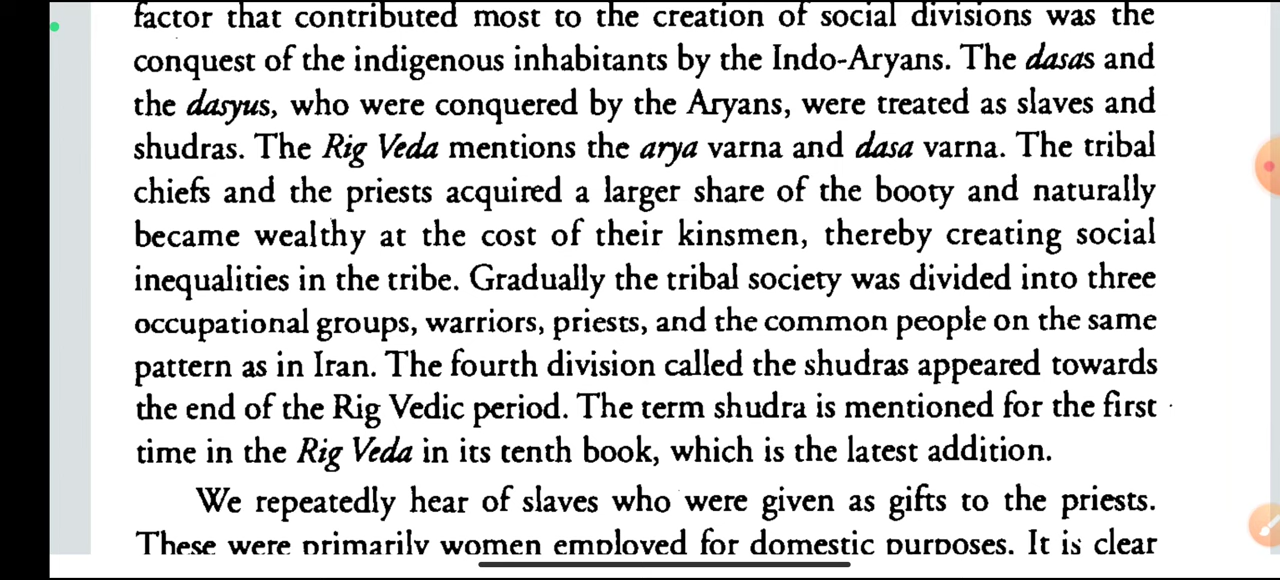 factor that contributed most to the creation of social divisions was the
conquest of the indigenous inhabitants by the Indo-Aryans. The dasas and
the dasyus, who were conquered by the Aryans, were treated as slaves and
shudras. The Rig Veda mentions the arya varna and dasa varna. The tribal
chiefs and the priests acquired a larger share of the booty and naturally
became wealthy at the cost of their kinsmen, thereby creating social
inequalities in the tribe. Gradually the tribal society was divided into three
occupational groups, warriors, priests, and the common people on the same
pattern as in Iran. The fourth division called the shudras appeared towards
the end of the Rig Vedic period. The term shudra is mentioned for the first
time in the Rig Veda in its tenth book, which is the latest addition.
We repeatedly hear of slaves who were given as gifts to the priests.
These were primarily women employed for domestic purposes. It is clear